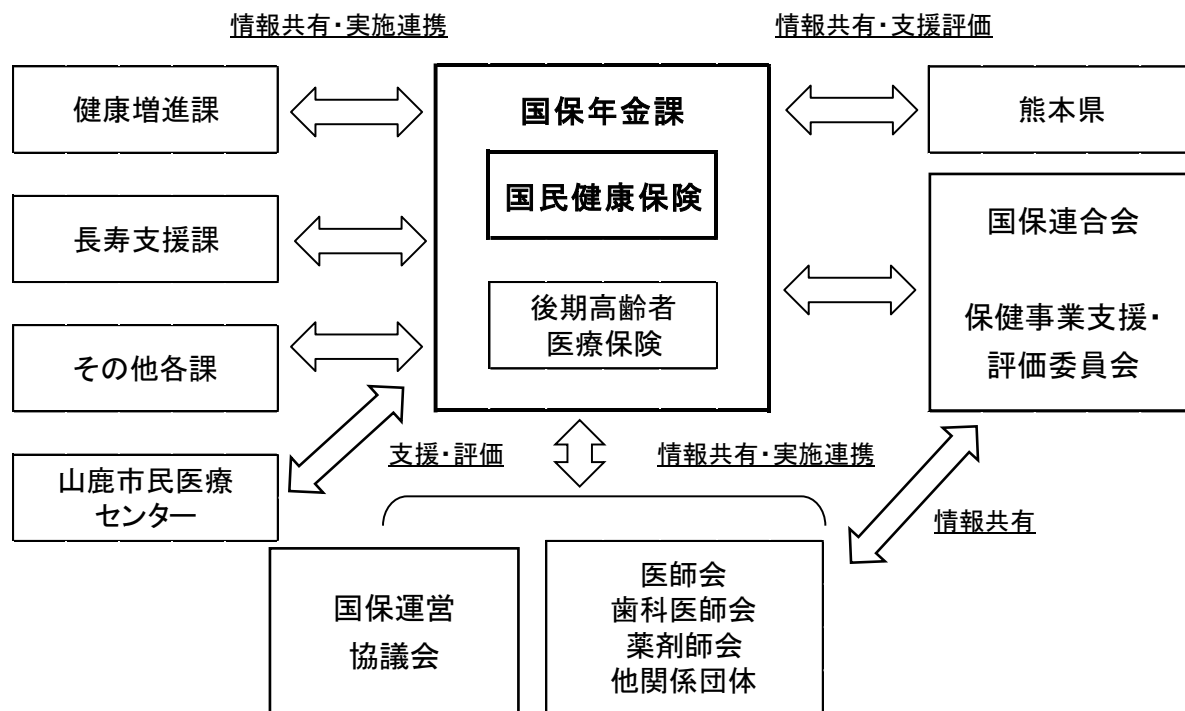 情報共有・実施連携
情報共有・支援評価
健康増進課
国保年金課
熊本県
国民健康保険
長寿支援課
国保連合会
後期高齢者
医療保険
保健事業支援・
評価委員会
その他各課
支援・評価
情報共有・実施連携
山鹿市民医療
センター
情報共有
国保運営
協議会
医師会
歯科医師会
薬剤師会
他関係団体